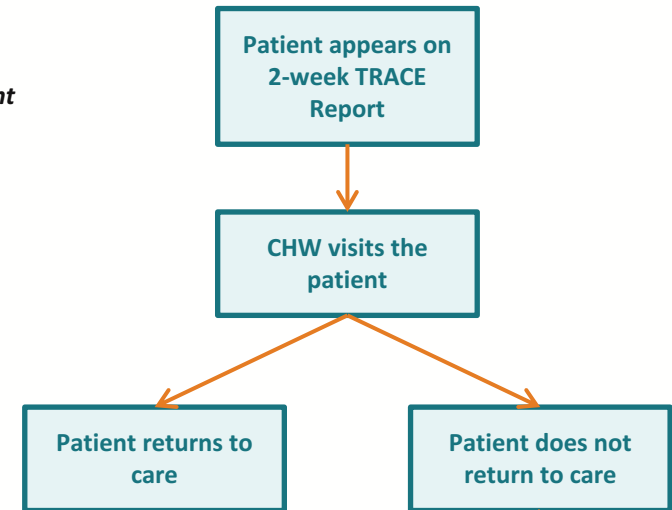 Patient appears on
2-week TRACE
Report
nt
CHW visits the
patient
Patient returns to
care
Patient does not
return to care